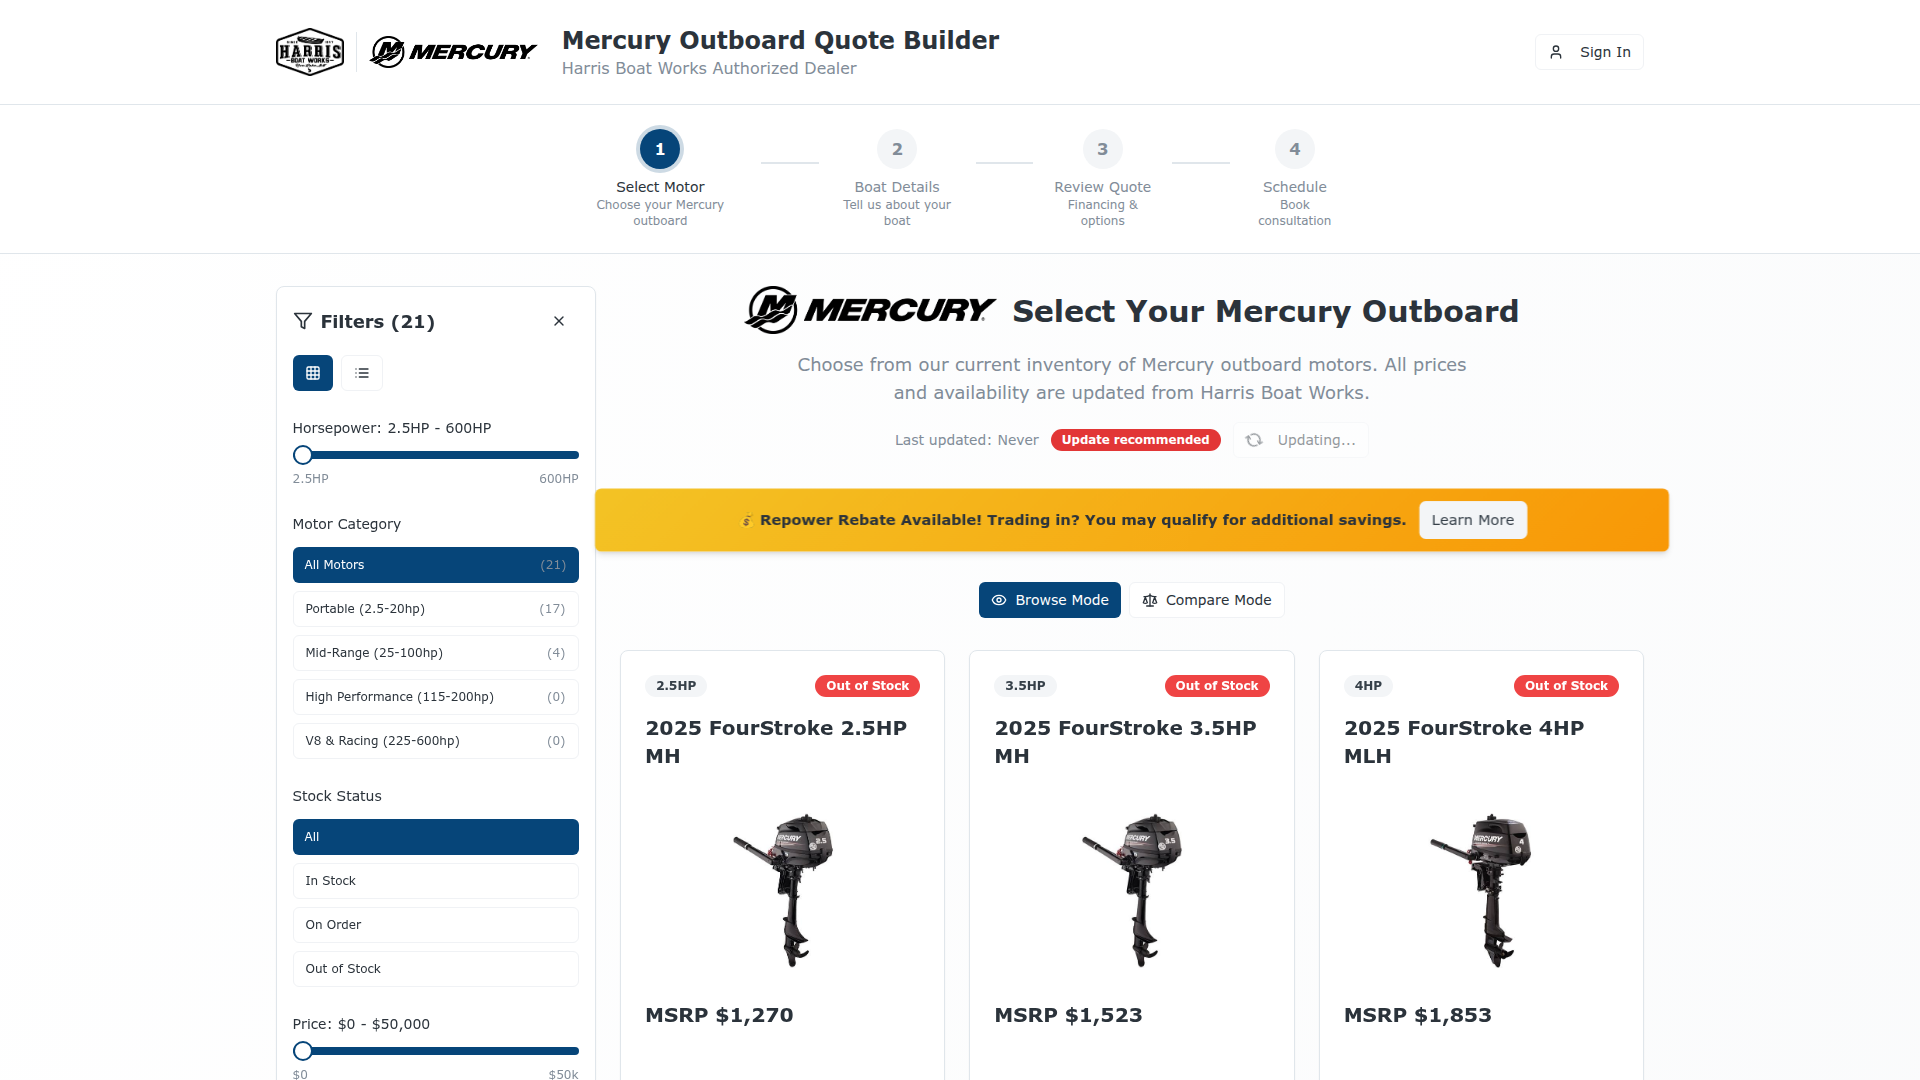 HARRIS
BOAT WORKS
MERCURY
Mercury Outboard Quote Builder
Harris Boat Works Authorized Dealer
Sign In
1
Select Motor
Choose your Mercury
outboard
2
Boat Details
Tell us about your
boat
3
Review Quote
Financing &
options
4
Schedule
Book
consultation
Filters (21)
Horsepower: 2.5HP - 600HP
2.5HP
600HP
Motor Category
All Motors (21)
Portable (2.5-20hp) (17)
Mid-Range (25-100hp) (4)
High Performance (115-200hp) (0)
V8 & Racing (225-600hp) (0)
Stock Status
All
In Stock
On Order
Out of Stock
Price: $0 - $50,000
$0
$50k
MERCURY
Select Your Mercury Outboard
Choose from our current inventory of Mercury outboard motors. All prices
and availability are updated from Harris Boat Works.
Last updated: Never
Update recommended
Updating...
Repower Rebate Available! Trading in? You may qualify for additional savings.
Learn More
Browse Mode
Compare Mode
2.5HP
Out of Stock
2025 FourStroke 2.5HP
MH
MERCURY
2.5
MSRP $1,270
3.5HP
Out of Stock
2025 FourStroke 3.5HP
MH
MERCURY
3.5
MSRP $1,523
4HP
Out of Stock
2025 FourStroke 4HP
MLH
MERCURY
4
MSRP $1,853